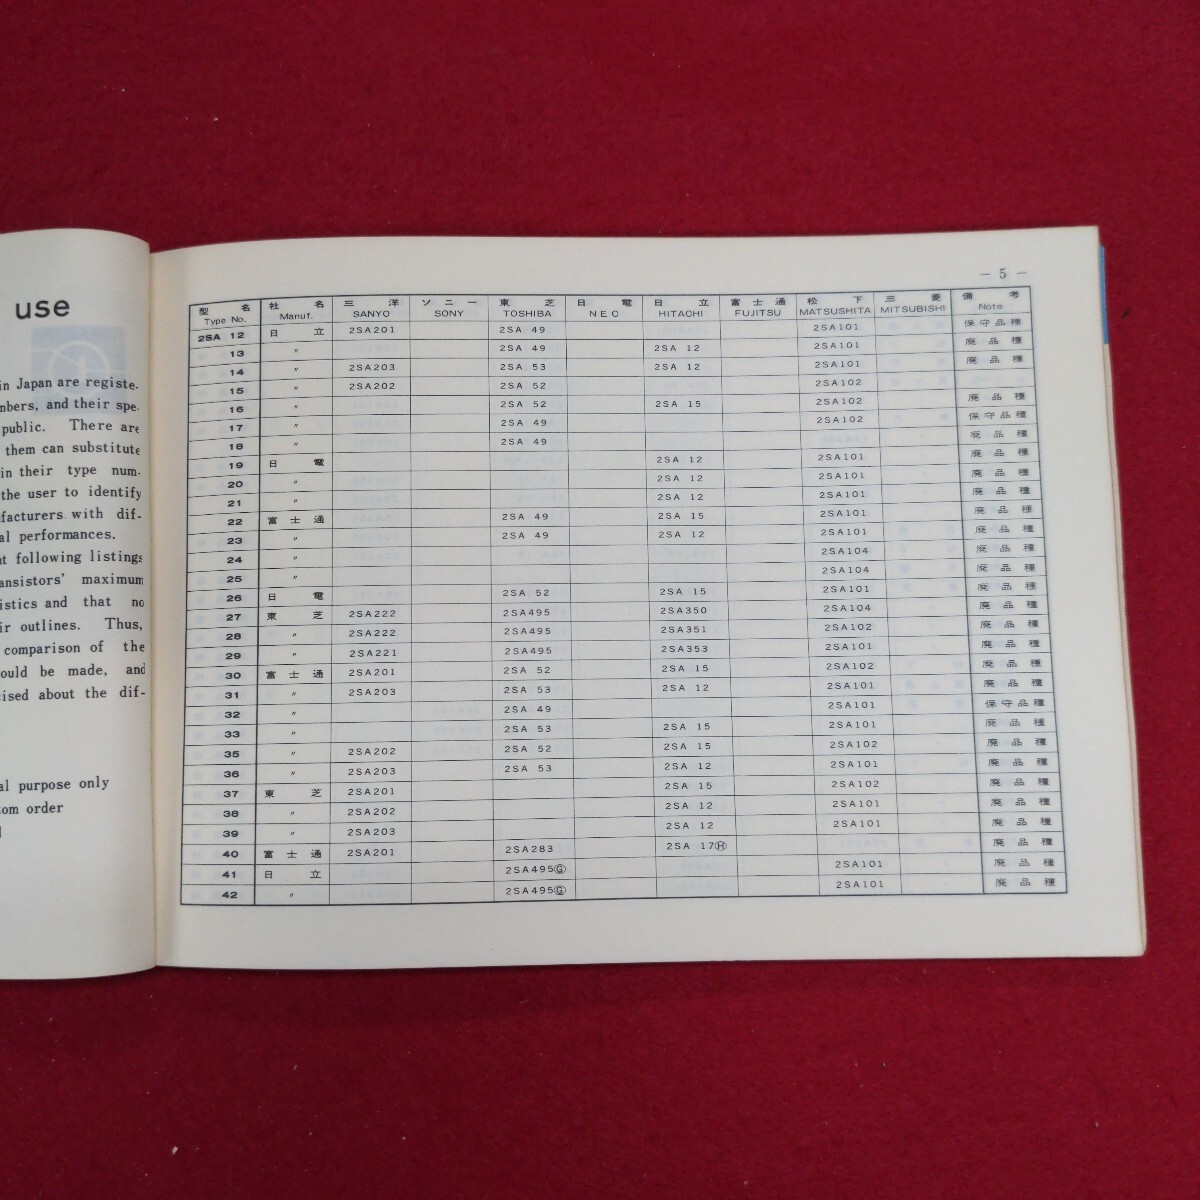 use
in Japan are registe-
mbers, and their spe-
public. There are
them can substitute
in their type num-
the user to identify
facturers with dif-
al performances.
at following listings
ansistors' maximum
istics and that no
ir outlines. Thus,
comparison of the
ould be made, and
cised about the dif-
al purpose only
tom order
— 5 —
型名 社名 三洋 ソニー 東芝 日電 日立 富士通 松下 三菱 備考
Type No. Manuf. SANYO SONY TOSHIBA NEC HITACHI FUJITSU MATSUSHITA MITSUBISHI Note
2SA 12 日立 2SA201 2SA 49 2SA101 保守品種
13 〃 2SA 49 2SA 12 2SA101 廃品種
14 〃 2SA203 2SA 53 2SA 12 2SA101 廃品種
15 〃 2SA202 2SA 52 2SA102
16 〃 2SA 52 2SA 15 2SA102 廃品種
17 〃 2SA 49 2SA102 保守品種
18 〃 2SA 49 廃品種
19 日電 2SA 12 2SA101 廃品種
20 〃 2SA 12 2SA101 廃品種
21 〃 2SA 12 2SA101 廃品種
22 富士通 2SA 49 2SA 15 2SA101 廃品種
23 〃 2SA 49 2SA 12 2SA101 廃品種
24 〃 2SA104 廃品種
25 〃 2SA104 廃品種
26 日電 2SA 52 2SA 15 2SA101 廃品種
27 東芝 2SA222 2SA495 2SA350 2SA104 廃品種
28 〃 2SA222 2SA495 2SA351 2SA102 廃品種
29 〃 2SA221 2SA495 2SA353 2SA101 廃品種
30 富士通 2SA201 2SA 52 2SA 15 2SA102 廃品種
31 〃 2SA203 2SA 53 2SA 12 2SA101 廃品種
32 〃 2SA 49 2SA101 保守品種
33 〃 2SA 53 2SA 15 2SA101 廃品種
35 〃 2SA202 2SA 52 2SA 15 2SA102 廃品種
36 〃 2SA203 2SA 53 2SA 12 2SA101 廃品種
37 東芝 2SA201 2SA 15 2SA102 廃品種
38 〃 2SA202 2SA 12 2SA101 廃品種
39 〃 2SA203 2SA 12 2SA101 廃品種
40 富士通 2SA201 2SA283 2SA 17Ⓗ 廃品種
41 日立 2SA495Ⓖ 2SA101 廃品種
42 〃 2SA495Ⓖ 2SA101 廃品種